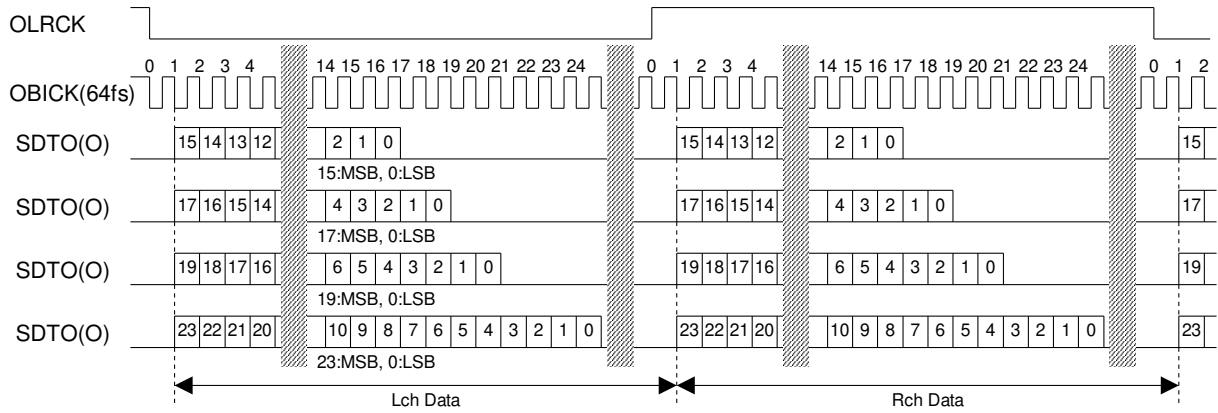 OLRCK
0 1 2 3 4 14 15 16 17 18 19 20 21 22 23 24 0 1 2 3 4 14 15 16 17 18 19 20 21 22 23 24 0 1 2
OBICK(64fs)
SDTO(O) 15 14 13 12 2 1 0 15 14 13 12 2 1 0 15
15:MSB, 0:LSB
SDTO(O) 17 16 15 14 4 3 2 1 0 17 16 15 14 4 3 2 1 0 17
17:MSB, 0:LSB
SDTO(O) 19 18 17 16 6 5 4 3 2 1 0 19 18 17 16 6 5 4 3 2 1 0 19
19:MSB, 0:LSB
SDTO(O) 23 22 21 20 10 9 8 7 6 5 4 3 2 1 0 23 22 21 20 10 9 8 7 6 5 4 3 2 1 0 23
23:MSB, 0:LSB
Lch Data Rch Data